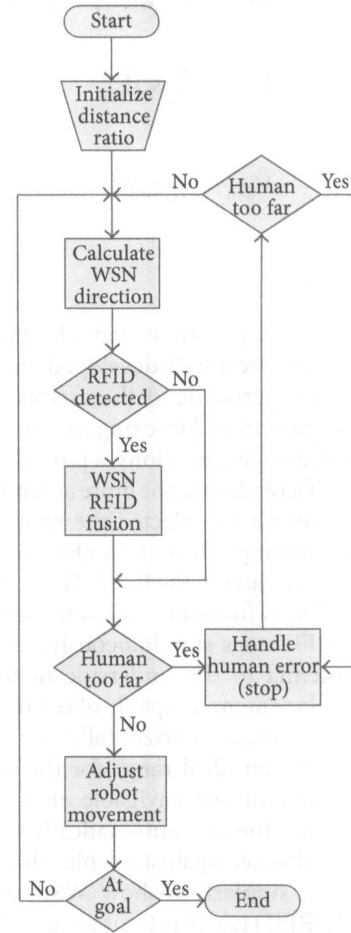 Start
Initialize
distance
ratio
No
Human
too far
Yes
Calculate
WSN
direction
RFID
detected
No
Yes
WSN
RFID
fusion
Human
too far
Yes
Handle
human error
(stop)
No
Adjust
robot
movement
No
At
goal
Yes
End